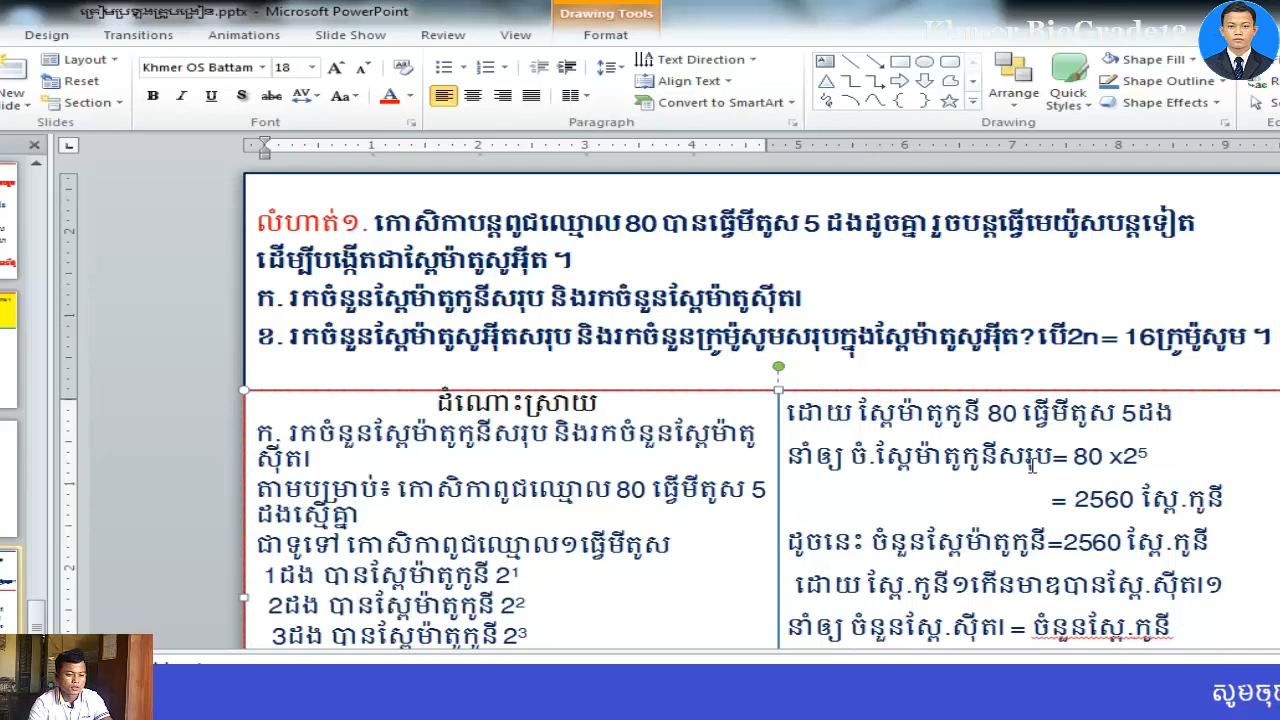 ត្រៀមប្រឡងគ្រូបង្រៀន.pptx - Microsoft PowerPoint
Drawing Tools
Khmer BioGrade12
Design Transitions Animations Slide Show Review View Format
New Slide
Layout
Reset
Section
Slides
Khmer OS Battam 18
Font
Text Direction
Align Text
Convert to SmartArt
Paragraph
Arrange
Quick Styles
Shape Fill
Shape Outline
Shape Effects
Drawing
1 2 3 4 5 6 7 8 9
លំហាត់១. កោសិកាបន្តពូជឈ្មោល 80 បានធ្វើមីតូស 5 ដងដូចគ្នា រួចបន្តធ្វើមេយ៉ូសបន្តទៀត
ដើម្បីបង្កើតជាស្ពែម៉ាតូសូអ៊ីត ។
ក. រកចំនួនស្ពែម៉ាតូកូនីសរុប និងរកចំនួនស្ពែម៉ាតូស៊ីតI
ខ. រកចំនួនស្ពែម៉ាតូសូអ៊ីតសរុប និងរកចំនួនក្រូម៉ូសូមសរុបក្នុងស្ពែម៉ាតូសូអ៊ីត? បើ2n= 16ក្រូម៉ូសូម ។
ដំណោះស្រាយ
ក. រកចំនួនស្ពែម៉ាតូកូនីសរុប និងរកចំនួនស្ពែម៉ាតូ
ស៊ីតI
តាមបម្រាប់៖ កោសិកាពូជឈ្មោល 80 ធ្វើមីតូស 5
ដងស្មើគ្នា
ជាទូទៅ កោសិកាពូជឈ្មោល១ធ្វើមីតូស
1ដង បានស្ពែម៉ាតូកូនី 2¹
2ដង បានស្ពែម៉ាតូកូនី 2²
3ដង បានស្ពែម៉ាតូកូនី 2³
ដោយ ស្ពែម៉ាតូកូនី 80 ធ្វើមីតូស 5ដង
នាំឲ្យ ចំ.ស្ពែម៉ាតូកូនីសរុប= 80 x2⁵
= 2560 ស្ពែ.កូនី
ដូចនេះ ចំនួនស្ពែម៉ាតូកូនី=2560 ស្ពែ.កូនី
ដោយ ស្ពែ.កូនី១កើនមាឌបានស្ពែ.ស៊ីតI១
នាំឲ្យ ចំនួនស្ពែ.ស៊ីតI = ចំនួនស្ពែ.កូនី